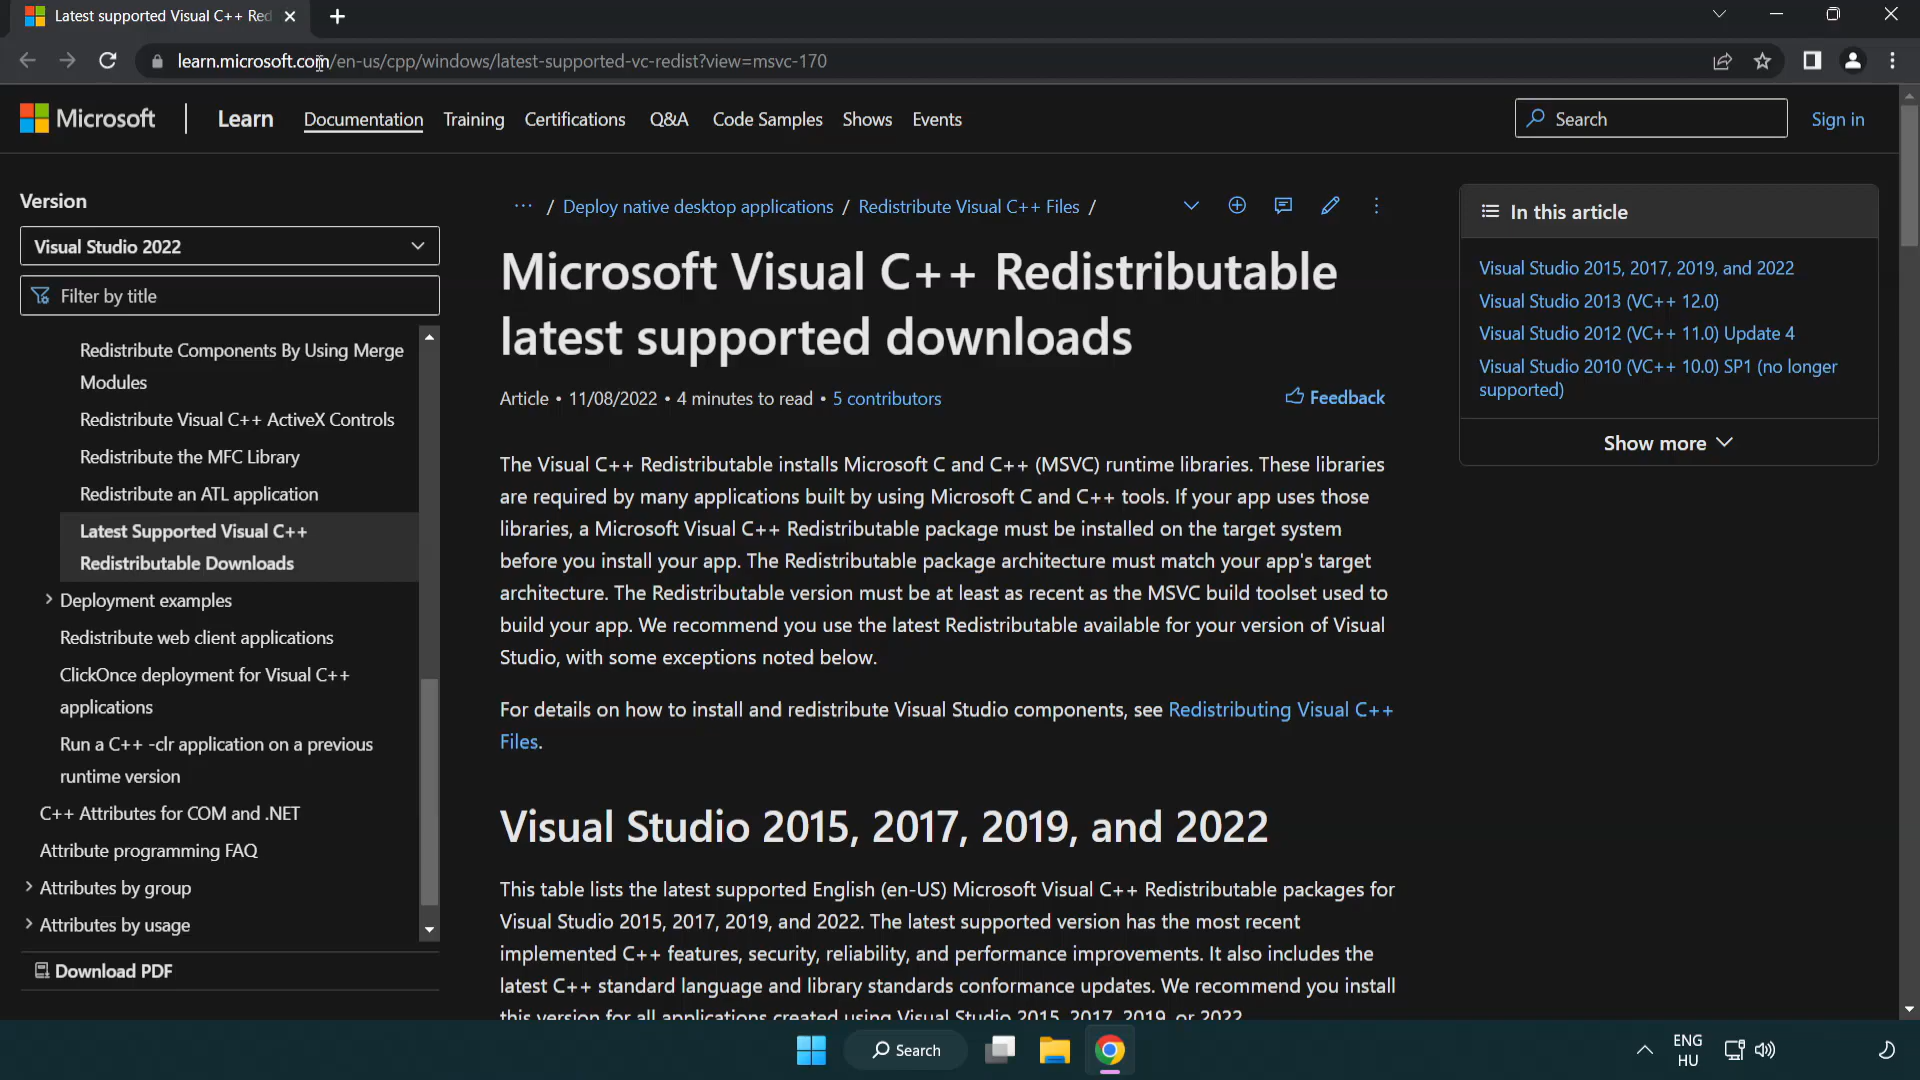 Latest supported Visual C++ Red
learn.microsoft.com/en-us/cpp/windows/latest-supported-vc-redist?view=msvc-170
Microsoft
Learn
Documentation
Training
Certifications
Q&A
Code Samples
Shows
Events
Search
Sign in
Version
Visual Studio 2022
Filter by title
Redistribute Components By Using Merge
Modules
Redistribute Visual C++ ActiveX Controls
Redistribute the MFC Library
Redistribute an ATL application
Latest Supported Visual C++
Redistributable Downloads
Deployment examples
Redistribute web client applications
ClickOnce deployment for Visual C++
applications
Run a C++ -clr application on a previous
runtime version
C++ Attributes for COM and .NET
Attribute programming FAQ
Attributes by group
Attributes by usage
Download PDF
... / Deploy native desktop applications / Redistribute Visual C++ Files /
Microsoft Visual C++ Redistributable
latest supported downloads
Article • 11/08/2022 • 4 minutes to read • 5 contributors
Feedback
The Visual C++ Redistributable installs Microsoft C and C++ (MSVC) runtime libraries. These libraries
are required by many applications built by using Microsoft C and C++ tools. If your app uses those
libraries, a Microsoft Visual C++ Redistributable package must be installed on the target system
before you install your app. The Redistributable package architecture must match your app's target
architecture. The Redistributable version must be at least as recent as the MSVC build toolset used to
build your app. We recommend you use the latest Redistributable available for your version of Visual
Studio, with some exceptions noted below.
For details on how to install and redistribute Visual Studio components, see Redistributing Visual C++
Files.
Visual Studio 2015, 2017, 2019, and 2022
This table lists the latest supported English (en-US) Microsoft Visual C++ Redistributable packages for
Visual Studio 2015, 2017, 2019, and 2022. The latest supported version has the most recent
implemented C++ features, security, reliability, and performance improvements. It also includes the
latest C++ standard language and library standards conformance updates. We recommend you install
this version for all applications created using Visual Studio 2015, 2017, 2019, or 2022.
In this article
Visual Studio 2015, 2017, 2019, and 2022
Visual Studio 2013 (VC++ 12.0)
Visual Studio 2012 (VC++ 11.0) Update 4
Visual Studio 2010 (VC++ 10.0) SP1 (no longer
supported)
Show more
Search
ENG
HU